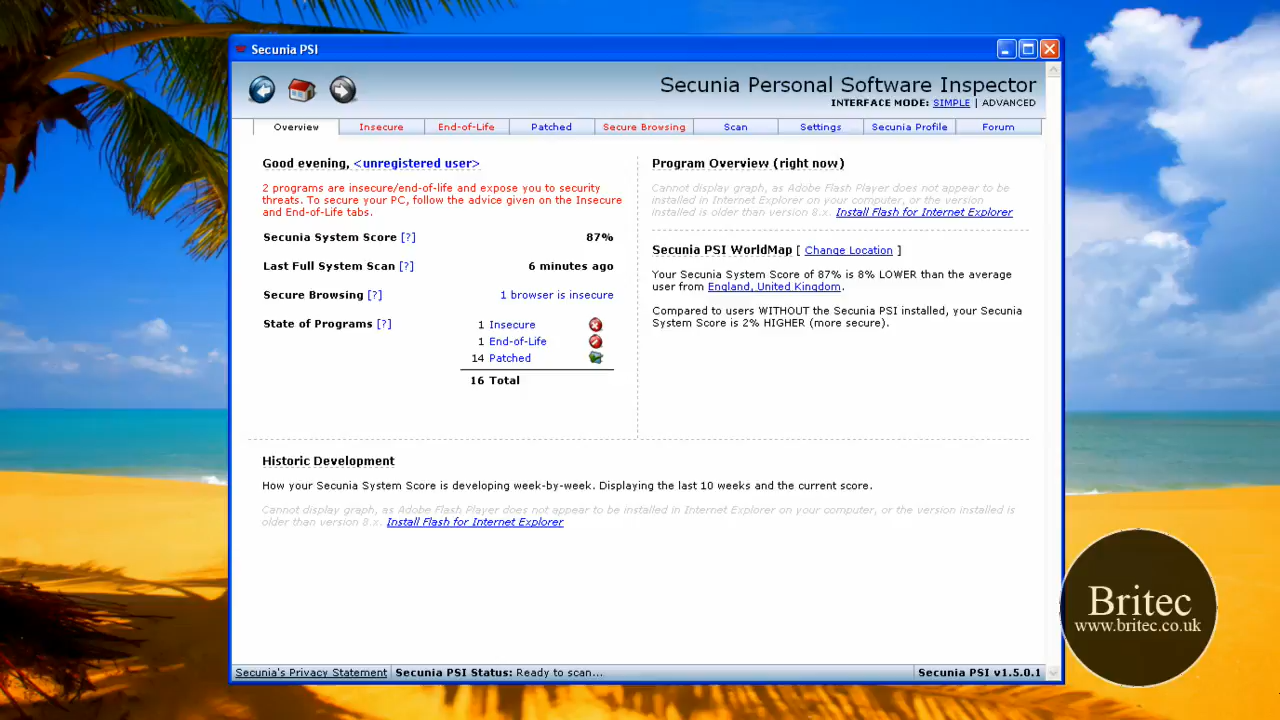 Secunia PSI
Secunia Personal Software Inspector
INTERFACE MODE: SIMPLE | ADVANCED
Overview Insecure End-of-Life Patched Secure Browsing Scan Settings Secunia Profile Forum
Good evening, <unregistered user>
2 programs are insecure/end-of-life and expose you to security
threats. To secure your PC, follow the advice given on the Insecure
and End-of-Life tabs.
Secunia System Score [?] 87%
Last Full System Scan [?] 6 minutes ago
Secure Browsing [?] 1 browser is insecure
State of Programs [?] 1 Insecure
1 End-of-Life
14 Patched
16 Total
Program Overview (right now)
Cannot display graph, as Adobe Flash Player does not appear to be
installed in Internet Explorer on your computer, or the version
installed is older than version 8.x. Install Flash for Internet Explorer
Secunia PSI WorldMap [ Change Location ]
Your Secunia System Score of 87% is 8% LOWER than the average
user from England, United Kingdom.
Compared to users WITHOUT the Secunia PSI installed, your Secunia
System Score is 2% HIGHER (more secure).
Historic Development
How your Secunia System Score is developing week-by-week. Displaying the last 10 weeks and the current score.
Cannot display graph, as Adobe Flash Player does not appear to be installed in Internet Explorer on your computer, or the version installed is
older than version 8.x. Install Flash for Internet Explorer
Secunia's Privacy Statement Secunia PSI Status: Ready to scan... Secunia PSI v1.5.0.1
Britec
www.britec.co.uk